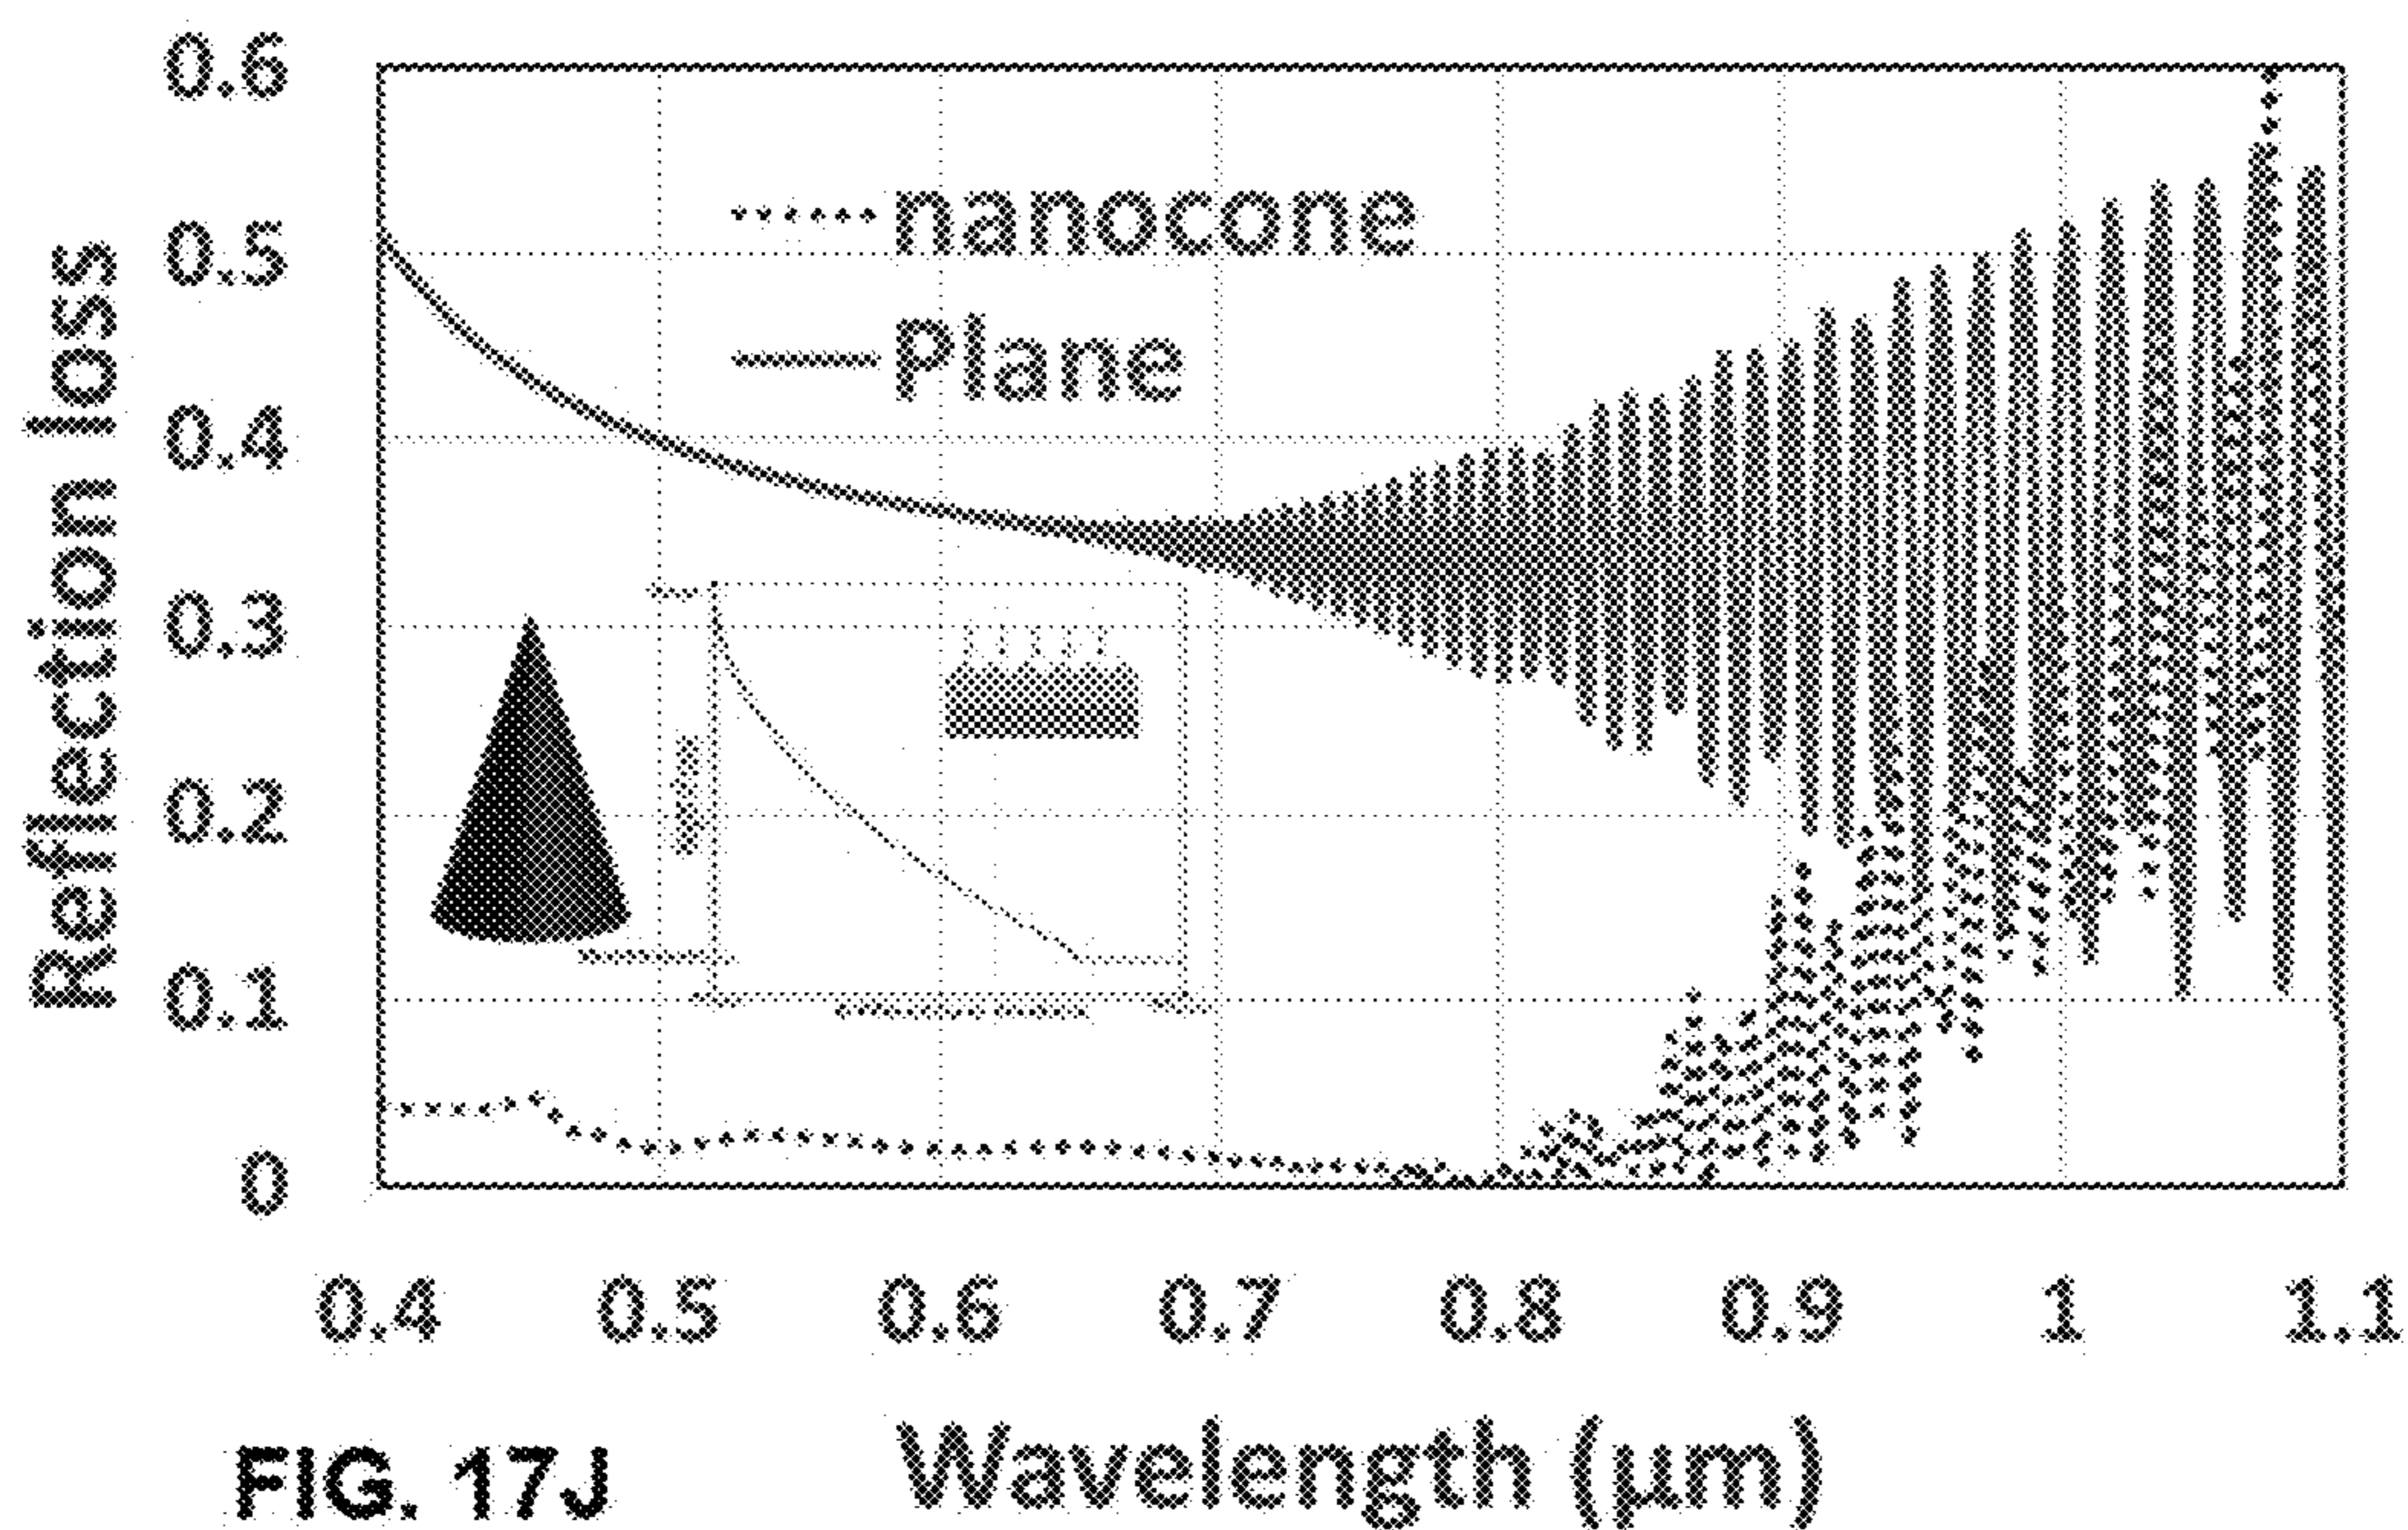 0.6
0.5
0.4
0.3
0.2
0.1
0
Reflection loss
nanocone
Plane
0.4 0.5 0.6 0.7 0.8 0.9 1 1.1
Wavelength (μm)
FIG. 17J